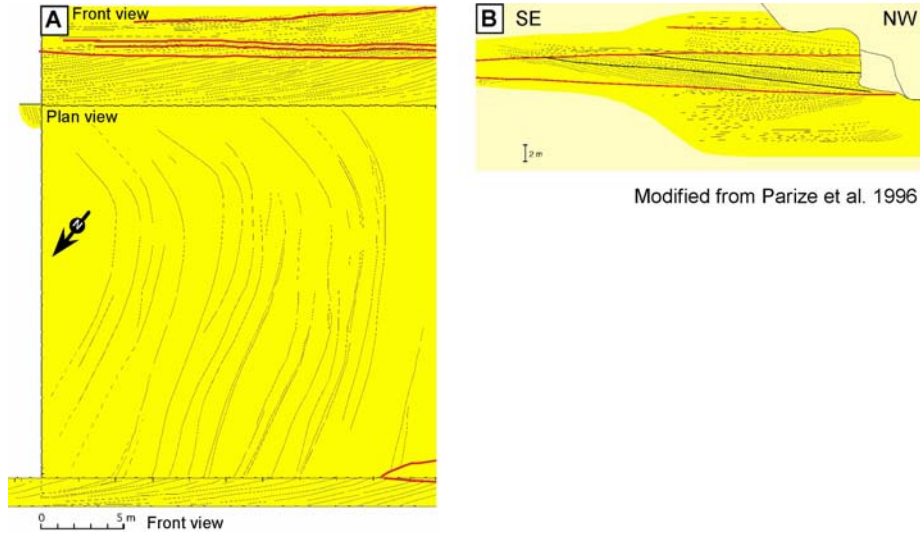 A Front view
Plan view
N
0 5 m Front view
B SE NW
2 m
Modified from Parize et al. 1996